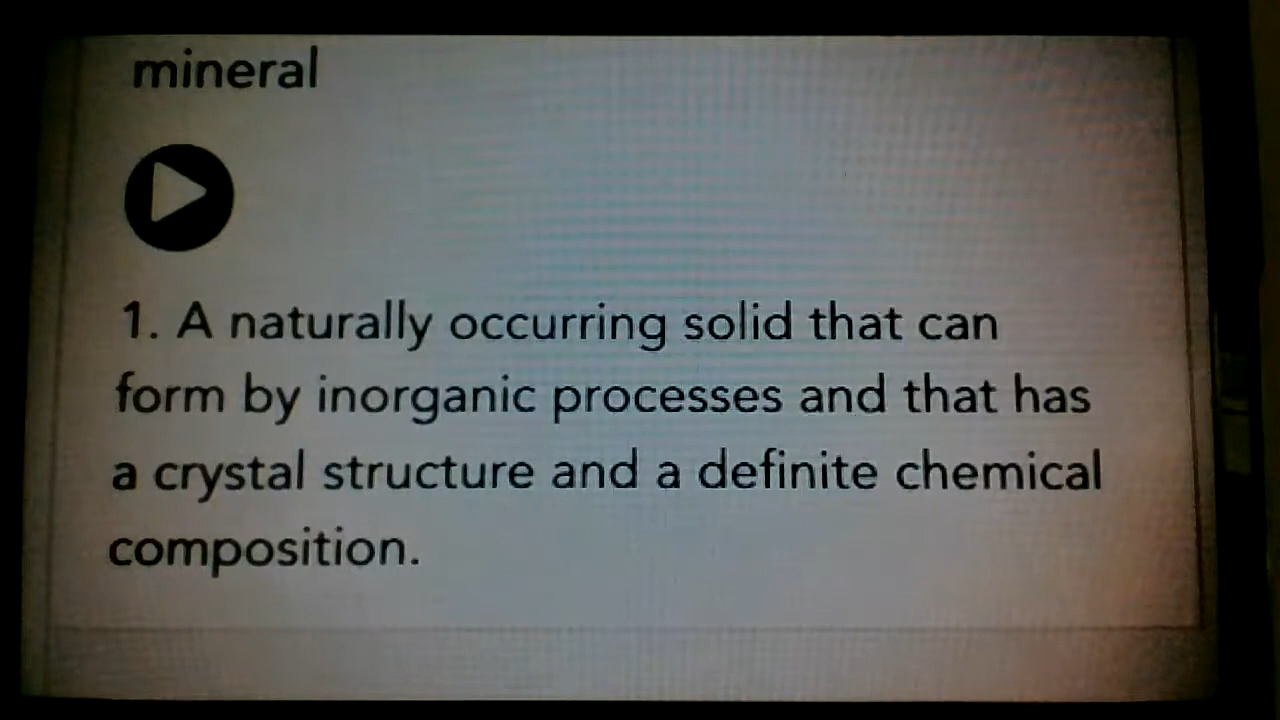 mineral
1. A naturally occurring solid that can
form by inorganic processes and that has
a crystal structure and a definite chemical
composition.